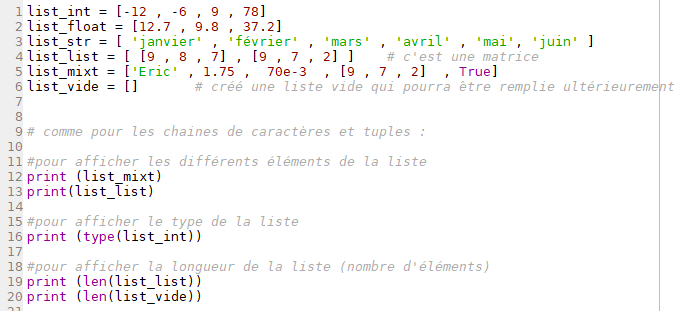 1 list_int = [-12 , -6 , 9 , 78]
2 list_float = [12.7 , 9.8 , 37.2]
3 list_str = [ 'janvier' , 'février' , 'mars' , 'avril' , 'mai', 'juin' ]
4 list_list = [ [9 , 8 , 7] , [9 , 7 , 2] ] # c'est une matrice
5 list_mixt = ['Eric' , 1.75 , 70e-3 , [9 , 7 , 2] , True]
6 list_vide = [] # créé une liste vide qui pourra être remplie ultérieurement
7
8
9 # comme pour les chaines de caractères et tuples :
10
11 #pour afficher les différents éléments de la liste
12 print (list_mixt)
13 print(list_list)
14
15 #pour afficher le type de la liste
16 print (type(list_int))
17
18 #pour afficher la longueur de la liste (nombre d'éléments)
19 print (len(list_list))
20 print (len(list_vide))